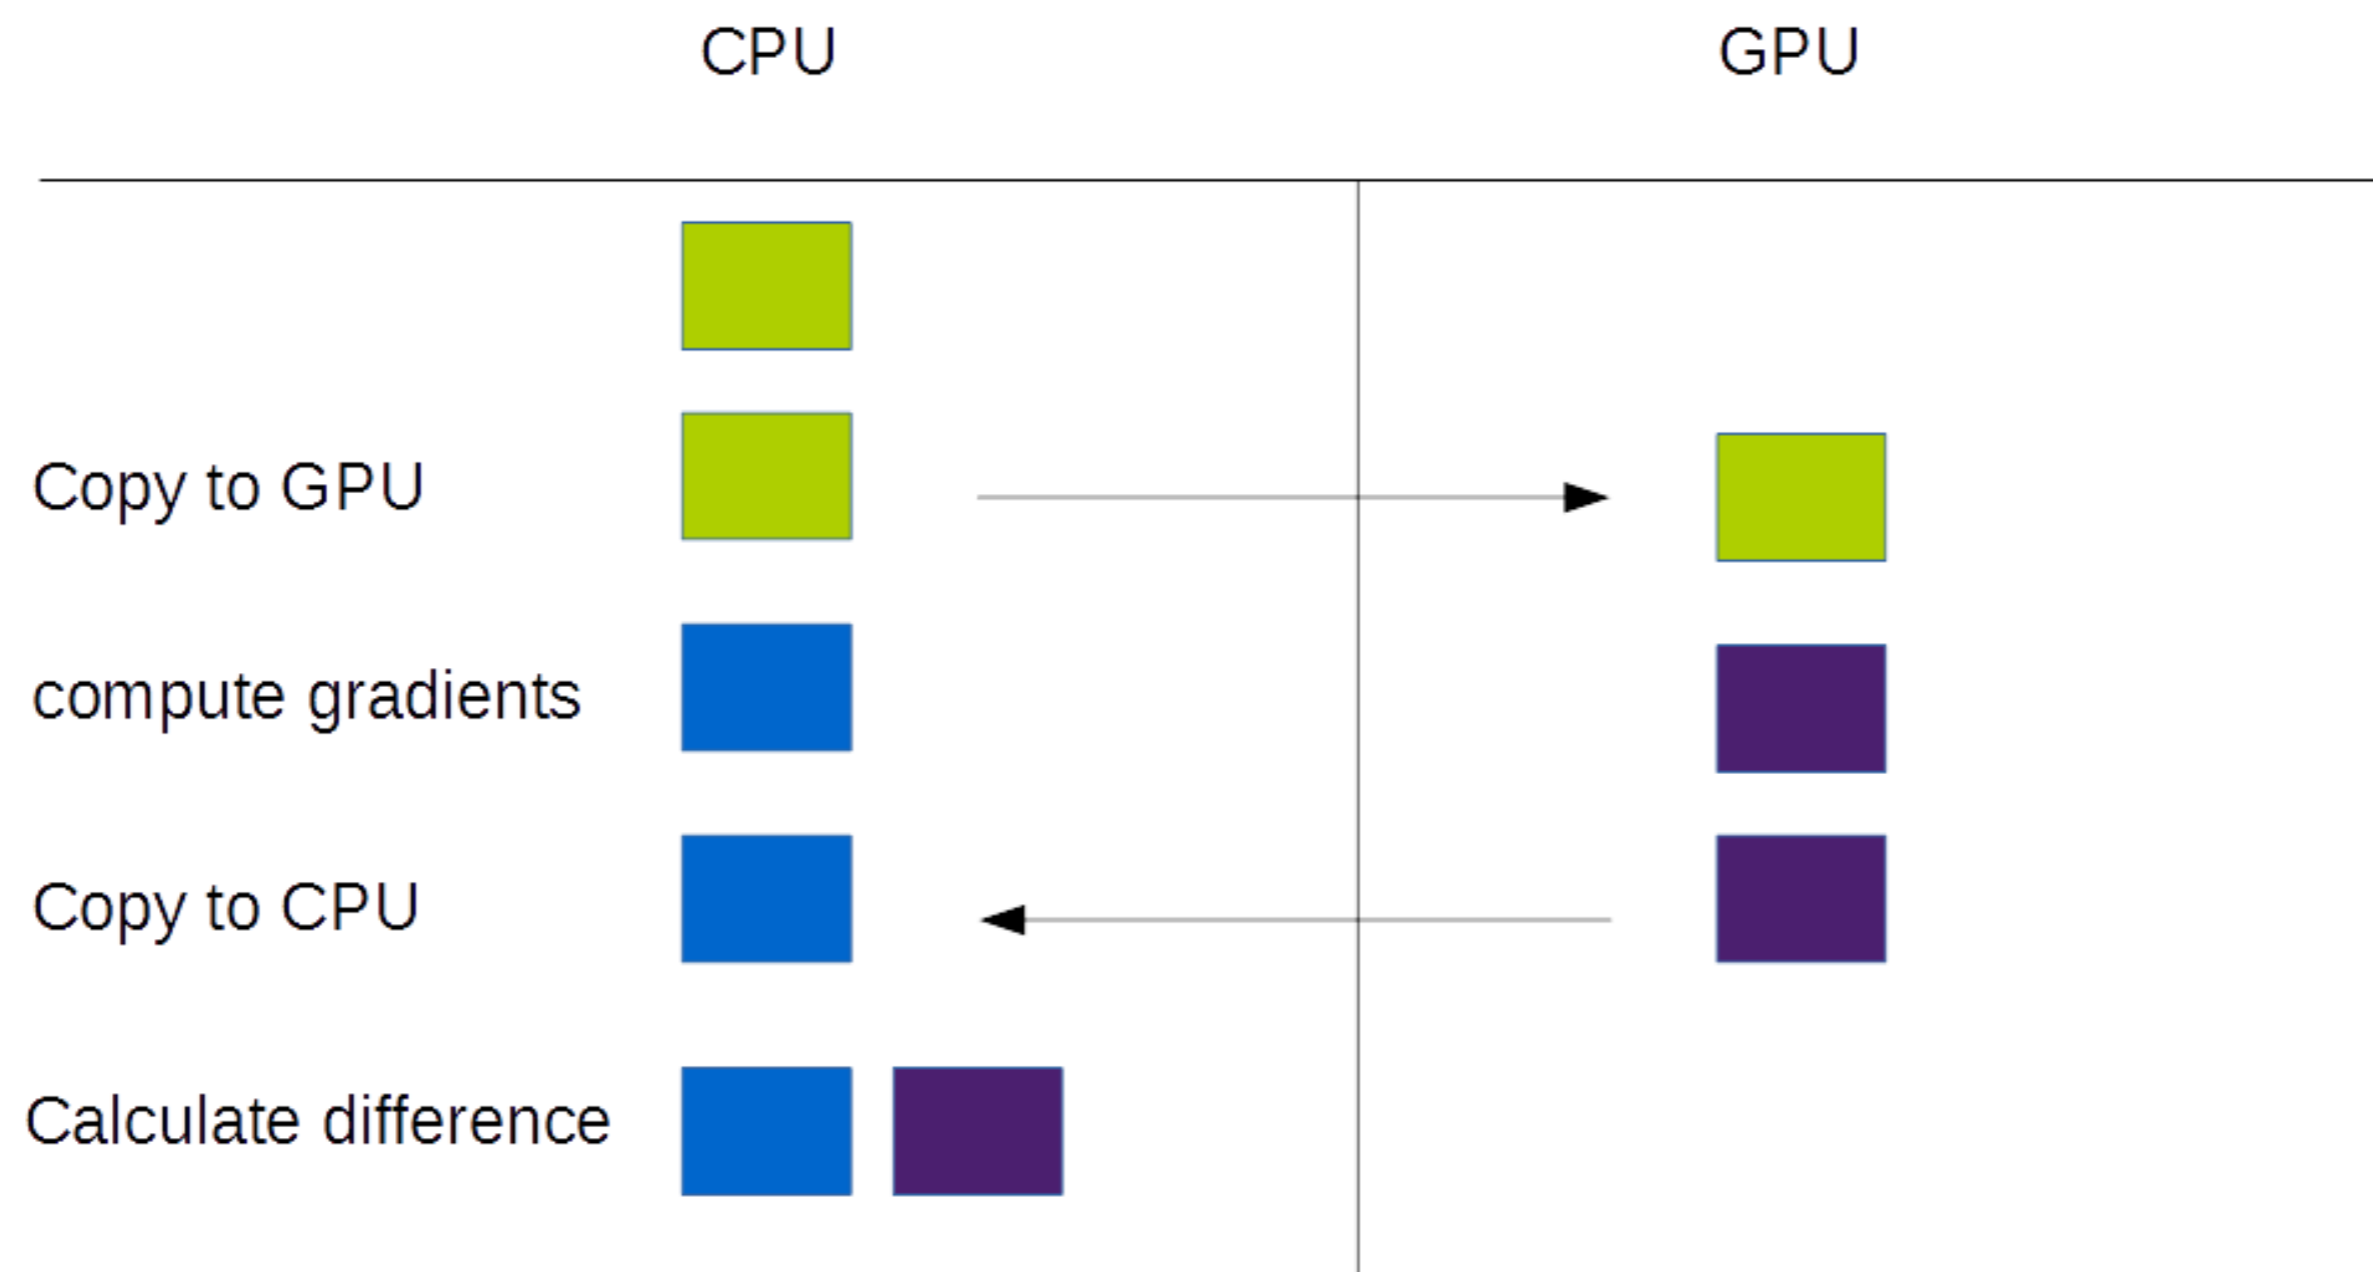 CPU
GPU
Copy to GPU
compute gradients
Copy to CPU
Calculate difference